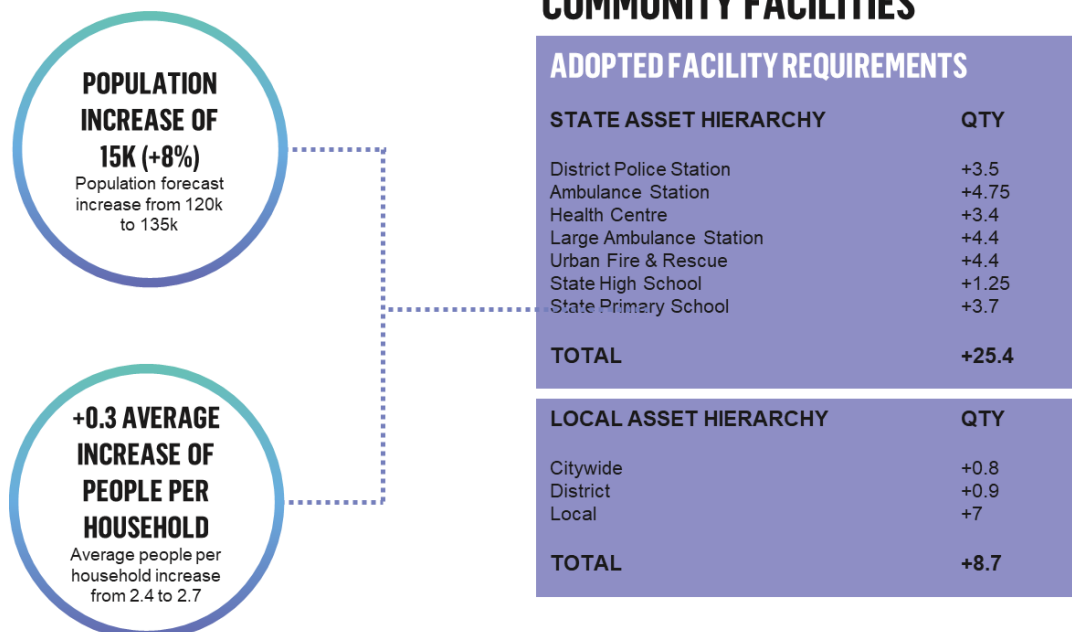 COMMUNITY FACILITIES
POPULATION
INCREASE OF
15K (+8%)
Population forecast
increase from 120k
to 135k
+0.3 AVERAGE
INCREASE OF
PEOPLE PER
HOUSEHOLD
Average people per
household increase
from 2.4 to 2.7
ADOPTED FACILITY REQUIREMENTS
STATE ASSET HIERARCHY QTY
District Police Station +3.5
Ambulance Station +4.75
Health Centre +3.4
Large Ambulance Station +4.4
Urban Fire & Rescue +4.4
State High School +1.25
State Primary School +3.7
TOTAL +25.4
LOCAL ASSET HIERARCHY QTY
Citywide +0.8
District +0.9
Local +7
TOTAL +8.7